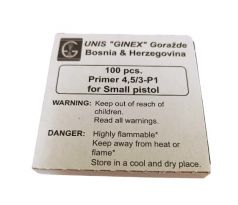 UNIS "GINEX" Goražde
Bosnia & Herzegovina
100 pcs.
Primer 4,5/3-P1
for Small pistol
WARNING: Keep out of reach of
children.
Read all warnings.
DANGER: Highly flammable*
Keep away from heat or
flame*
Store in a cool and dry place.